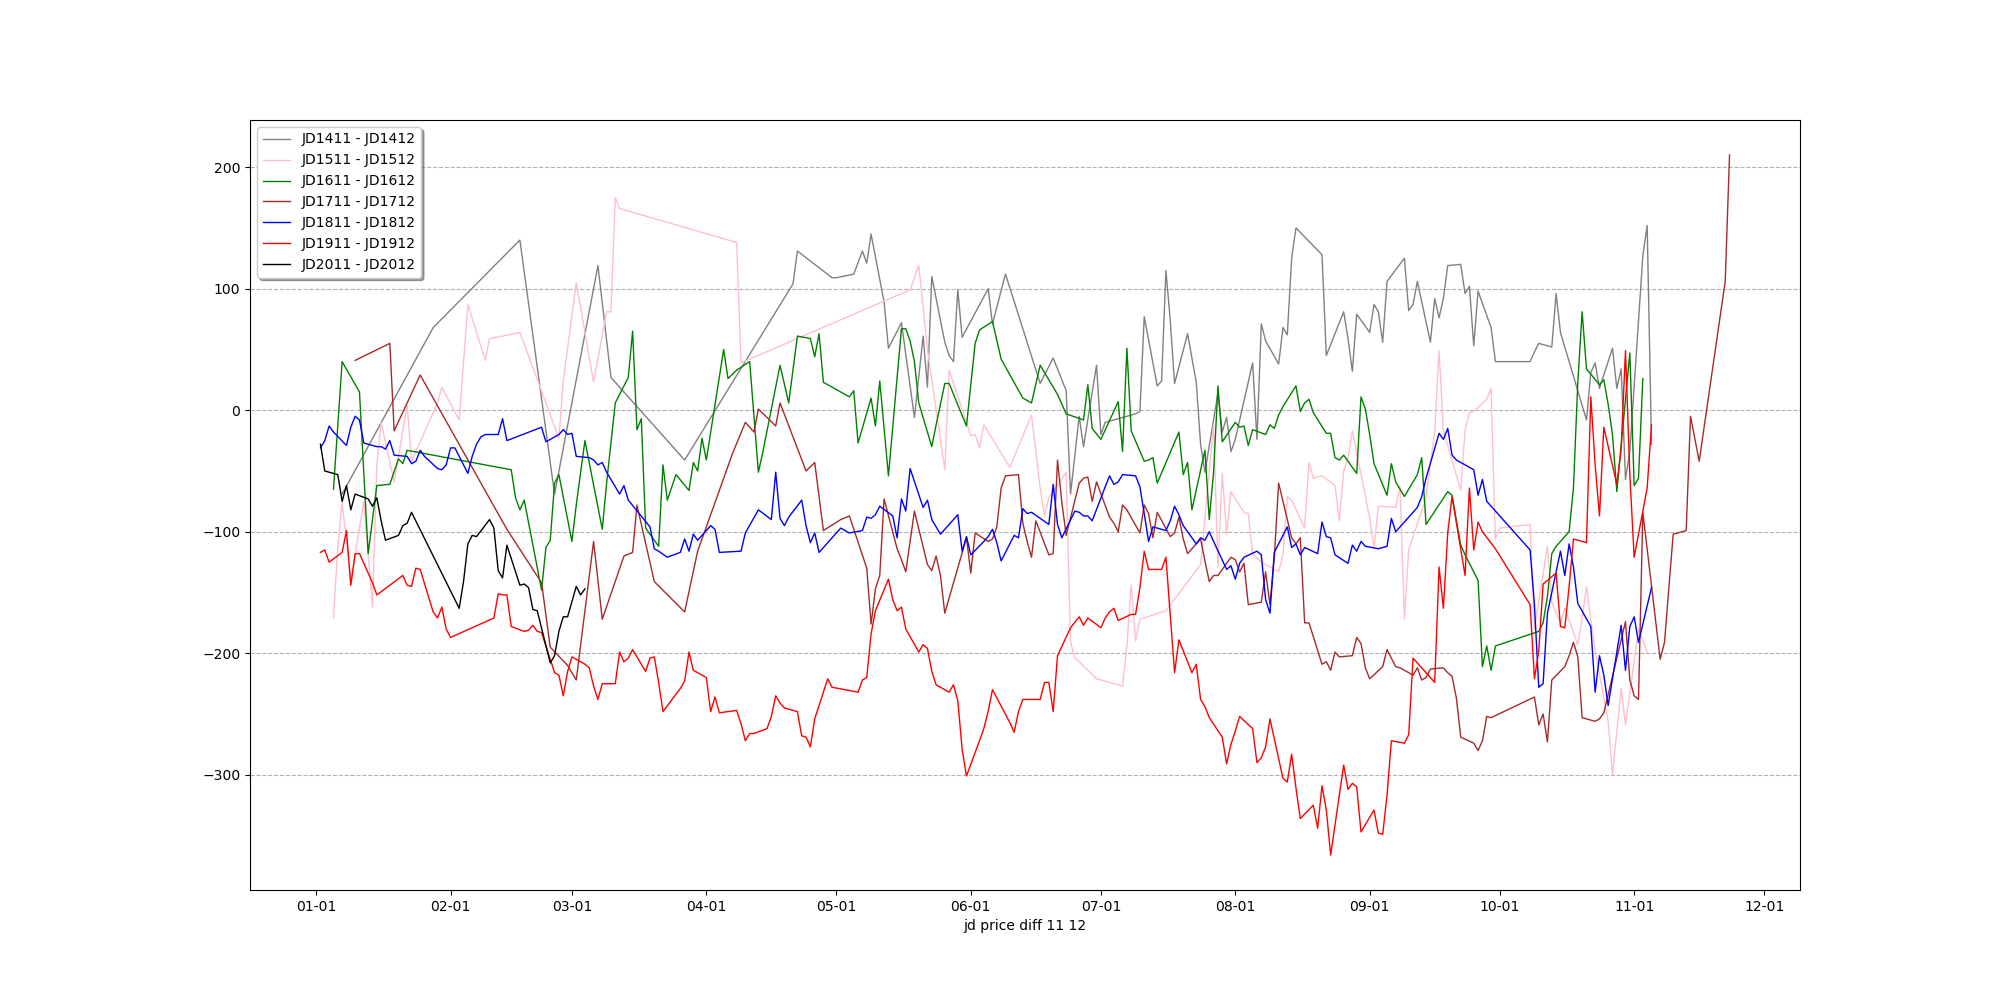 JD1411 - JD1412
JD1511 - JD1512
JD1611 - JD1612
JD1711 - JD1712
JD1811 - JD1812
JD1911 - JD1912
JD2011 - JD2012
200
100
0
−100
−200
−300
01-01 02-01 03-01 04-01 05-01 06-01 07-01 08-01 09-01 10-01 11-01 12-01
jd price diff 11 12